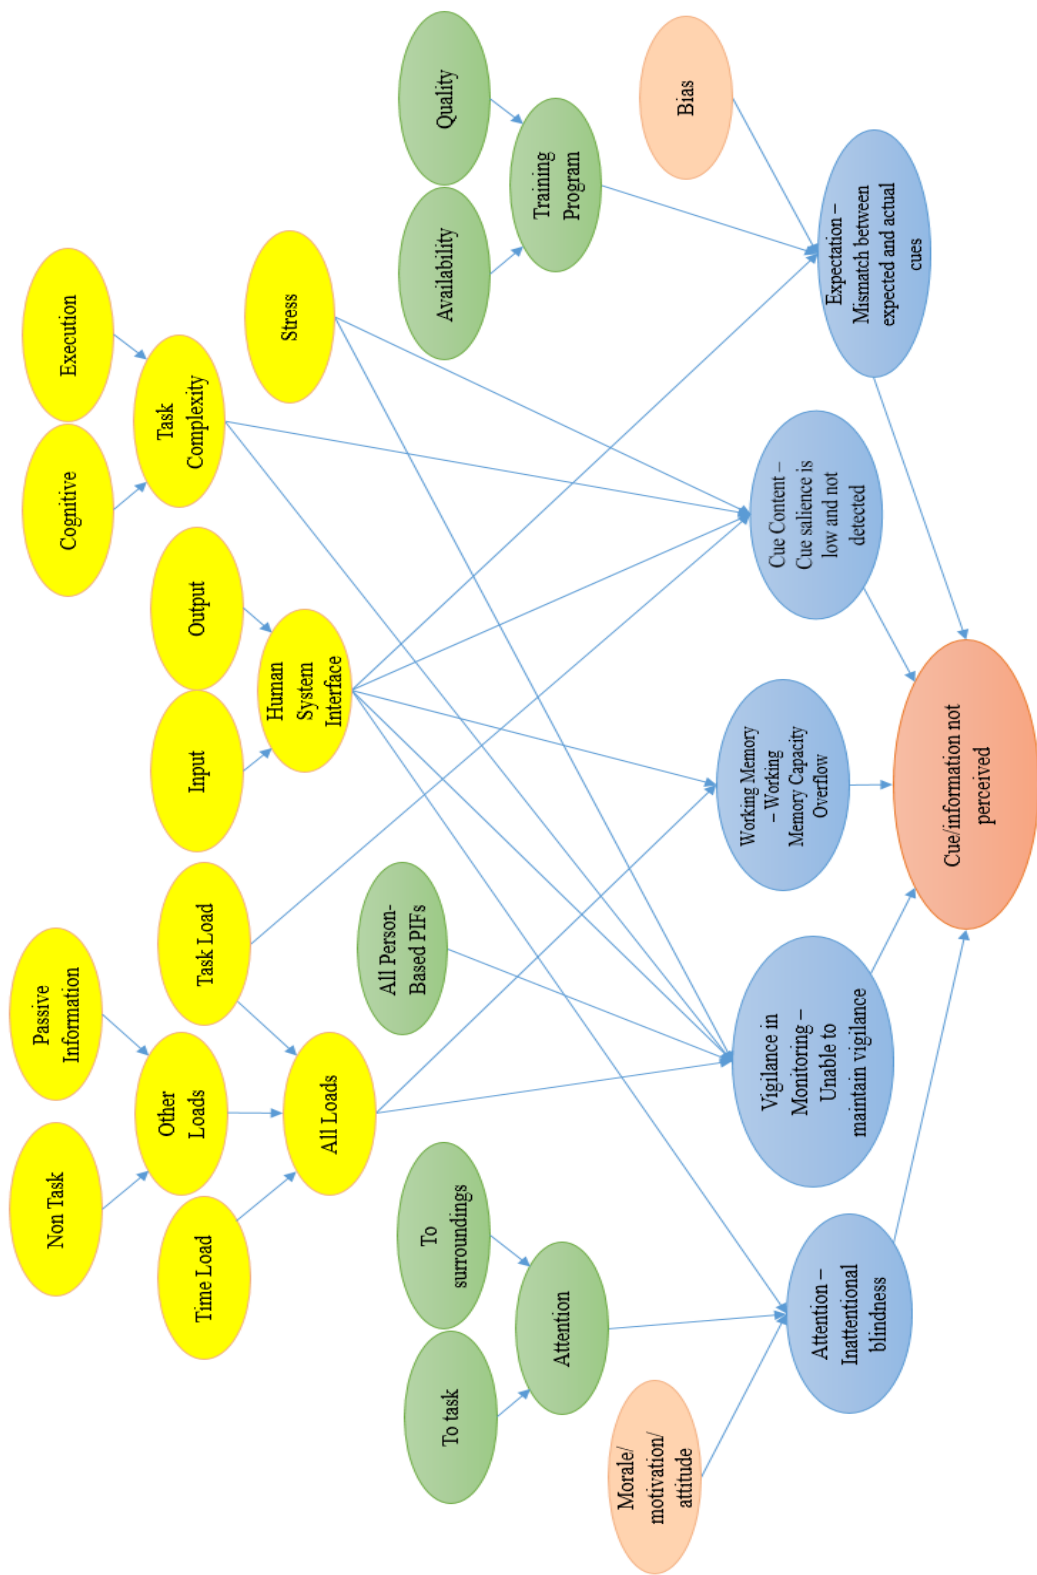 Non Task
Passive
Information
Cognitive
Execution
Time Load
Other
Loads
Task Load
Input
Output
Task
Complexity
All Loads
Human
System
Interface
Stress
To task
To
surroundings
All Person-
Based PIFs
Availability
Quality
Attention
Training
Program
Morale/
motivation/
attitude
Bias
Attention –
Inattentional
blindness
Vigilance in
Monitoring –
Unable to
maintain vigilance
Working Memory
– Working
Memory Capacity
Overflow
Cue Content –
Cue salience is
low and not
detected
Expectation –
Mismatch between
expected and actual
cues
Cue/information not
perceived